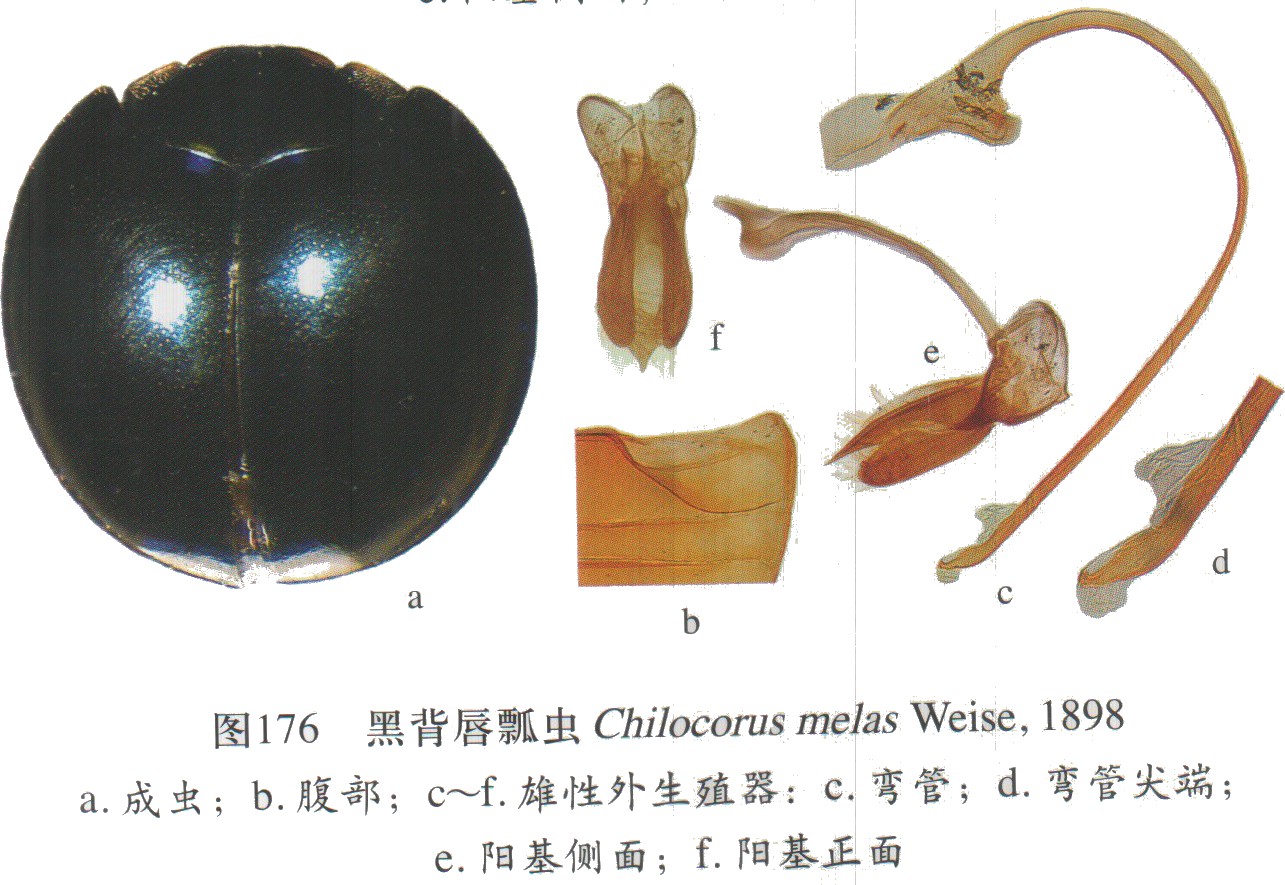 f
e
d
a
c
b
图176 黑背唇瓢虫 Chilocorus melas Weise, 1898
a. 成虫；b. 腹部；c～f. 雄性外生殖器：c. 弯管；d. 弯管尖端；
e. 阳基侧面；f. 阳基正面